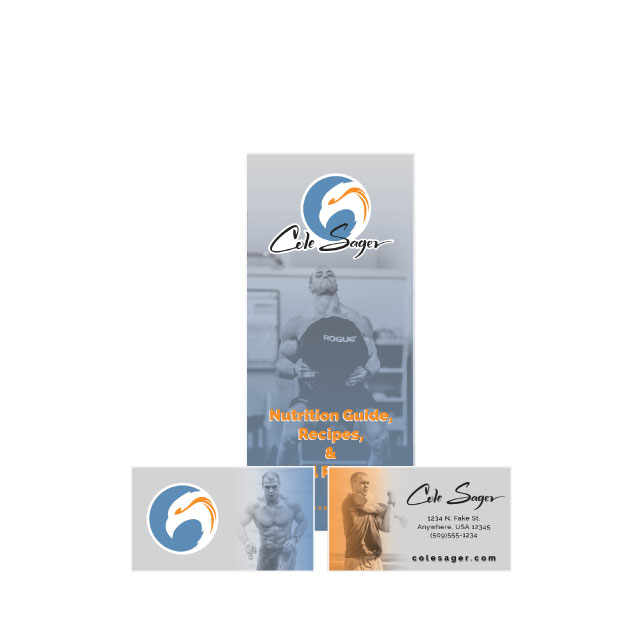 Cole Sager
ROGUE
Nutrition Guide,
Recipes,
&
Cole Sager
1234 N. Fake St,
Anywhere, USA 12345
(509)555-1234
colesager.com